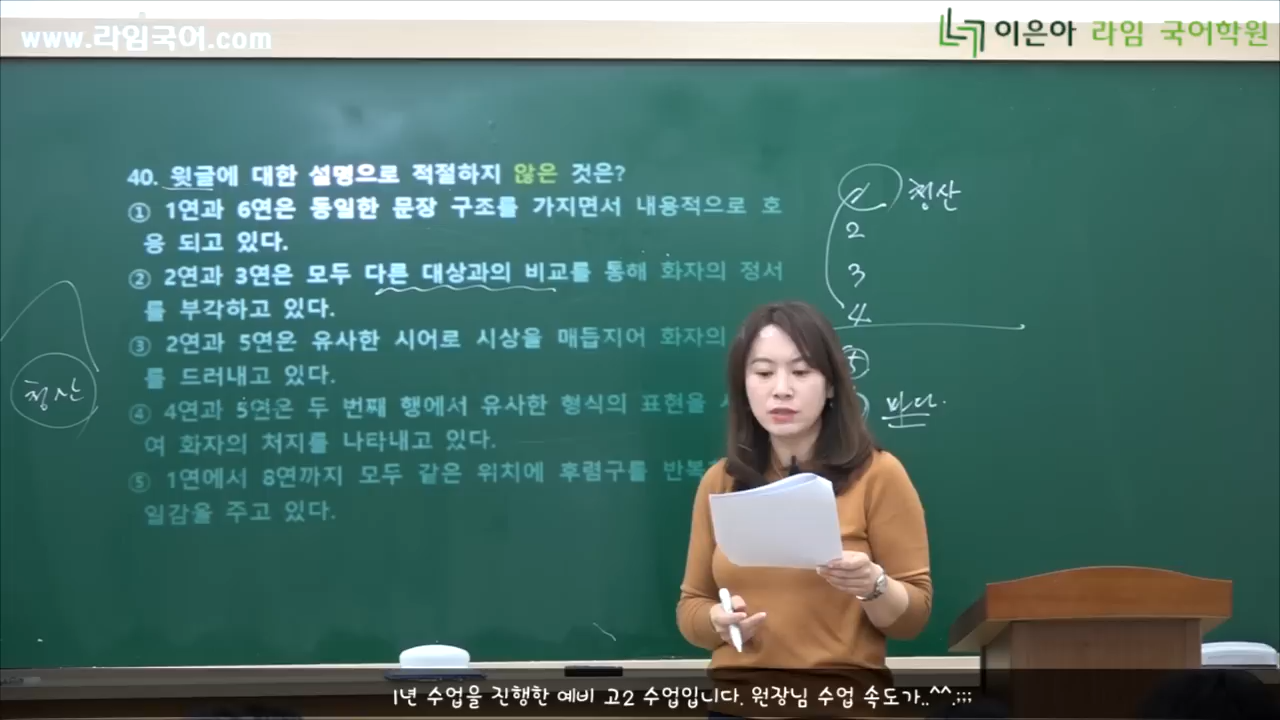 www.라임국어.com
이은아 라임 국어학원
40. 윗글에 대한 설명으로 적절하지 않은 것은?
① 1연과 6연은 동일한 문장 구조를 가지면서 내용적으로 호
응 되고 있다.
② 2연과 3연은 모두 다른 대상과의 비교를 통해 화자의 정서
를 부각하고 있다.
③ 2연과 5연은 유사한 시어로 시상을 매듭지어 화자의
를 드러내고 있다.
④ 4연과 5연은 두 번째 행에서 유사한 형식의 표현을
여 화자의 처지를 나타내고 있다.
⑤ 1연에서 8연까지 모두 같은 위치에 후렴구를 반복
일감을 주고 있다.
청산
청산
2
3
4
바다.
1년 수업을 진행한 예비 고2 수업입니다. 원장님 수업 속도가..^^.;;;